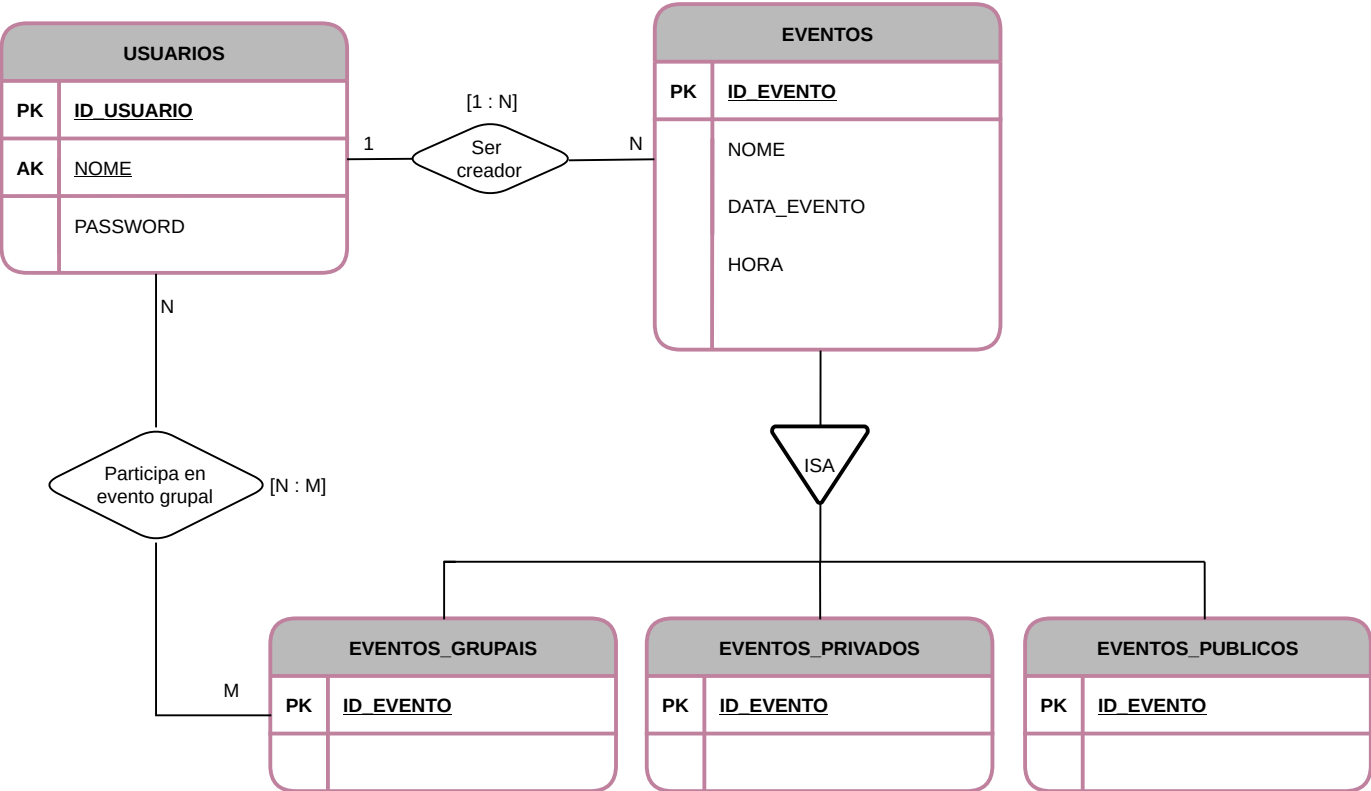 USUARIOS
PK ID_USUARIO
AK NOME
PASSWORD
1
[1 : N]
Ser
creador
N
EVENTOS
PK ID_EVENTO
NOME
DATA_EVENTO
HORA
N
Participa en
evento grupal
[N : M]
M
ISA
EVENTOS_GRUPAIS
PK ID_EVENTO
EVENTOS_PRIVADOS
PK ID_EVENTO
EVENTOS_PUBLICOS
PK ID_EVENTO